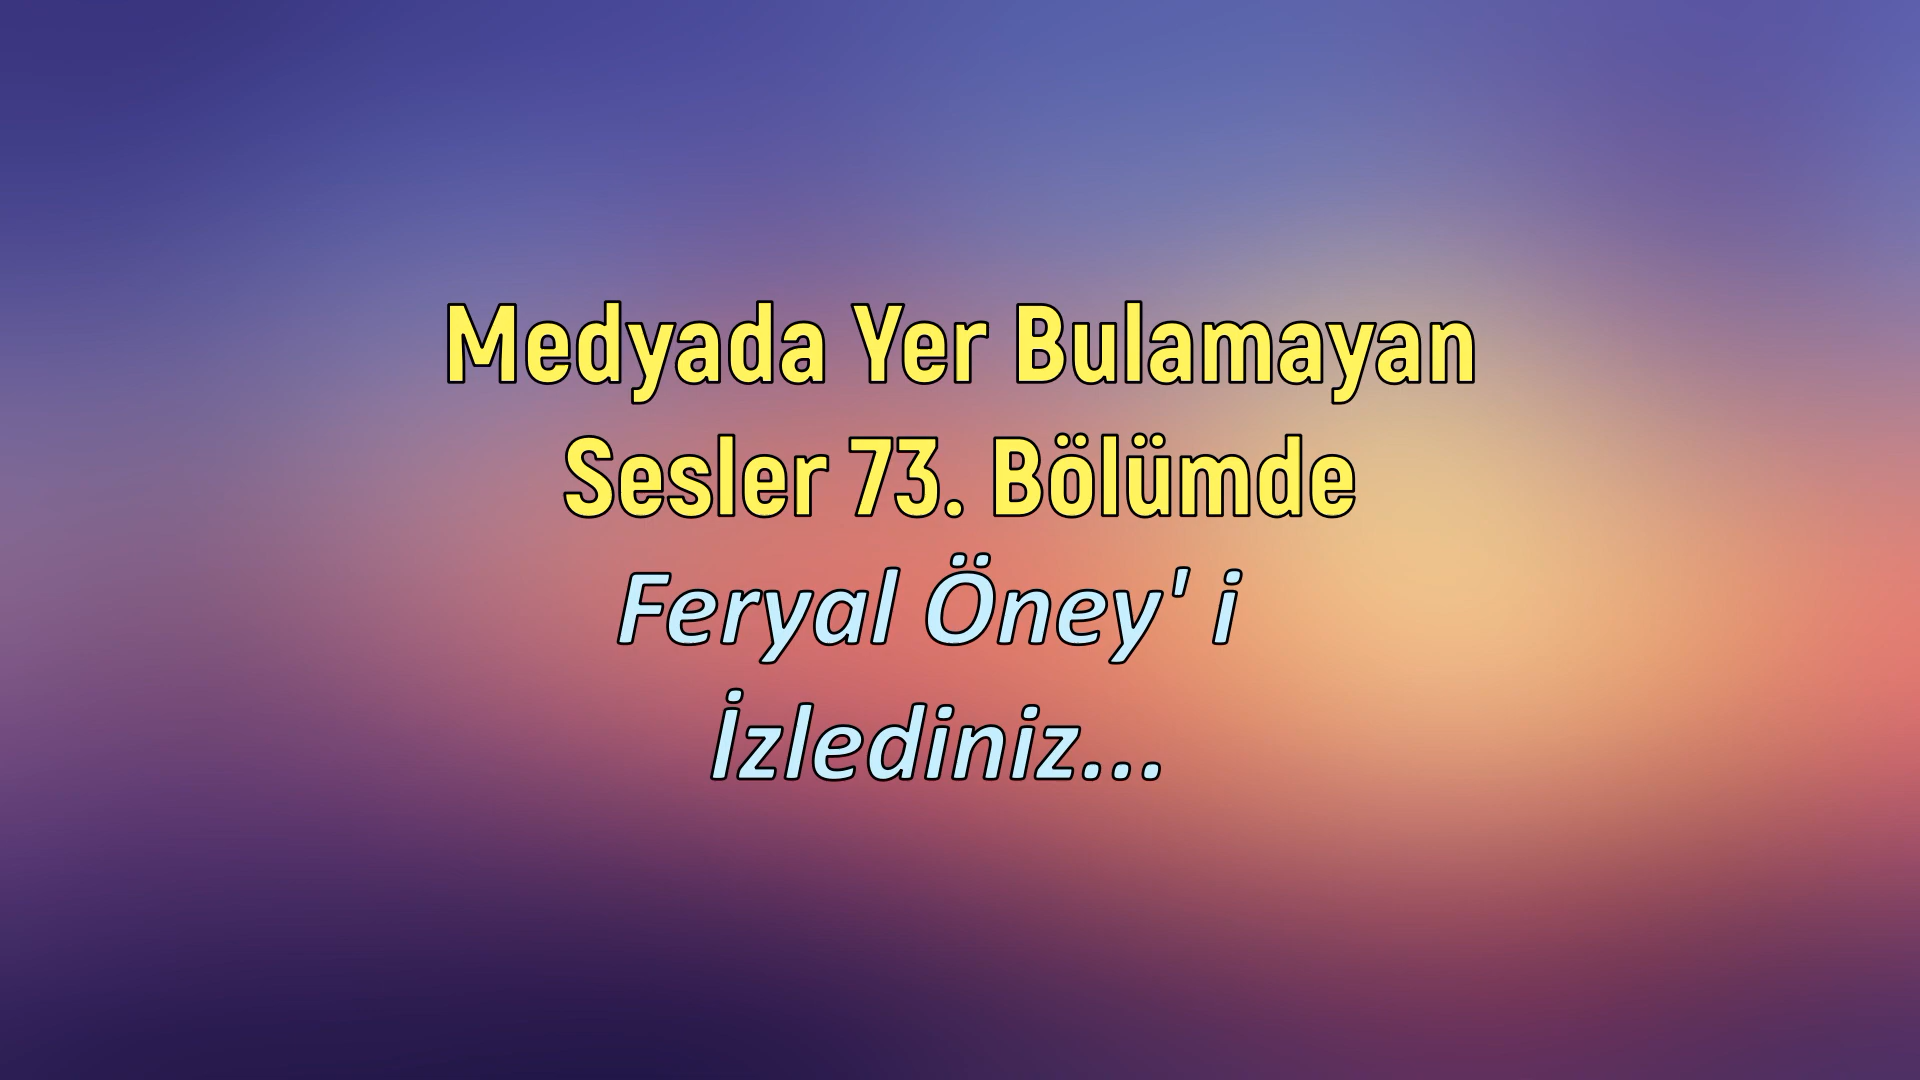 Medyada Yer Bulamayan
Sesler 73. Bölümde
Feryal Öney' i
İzlediniz...